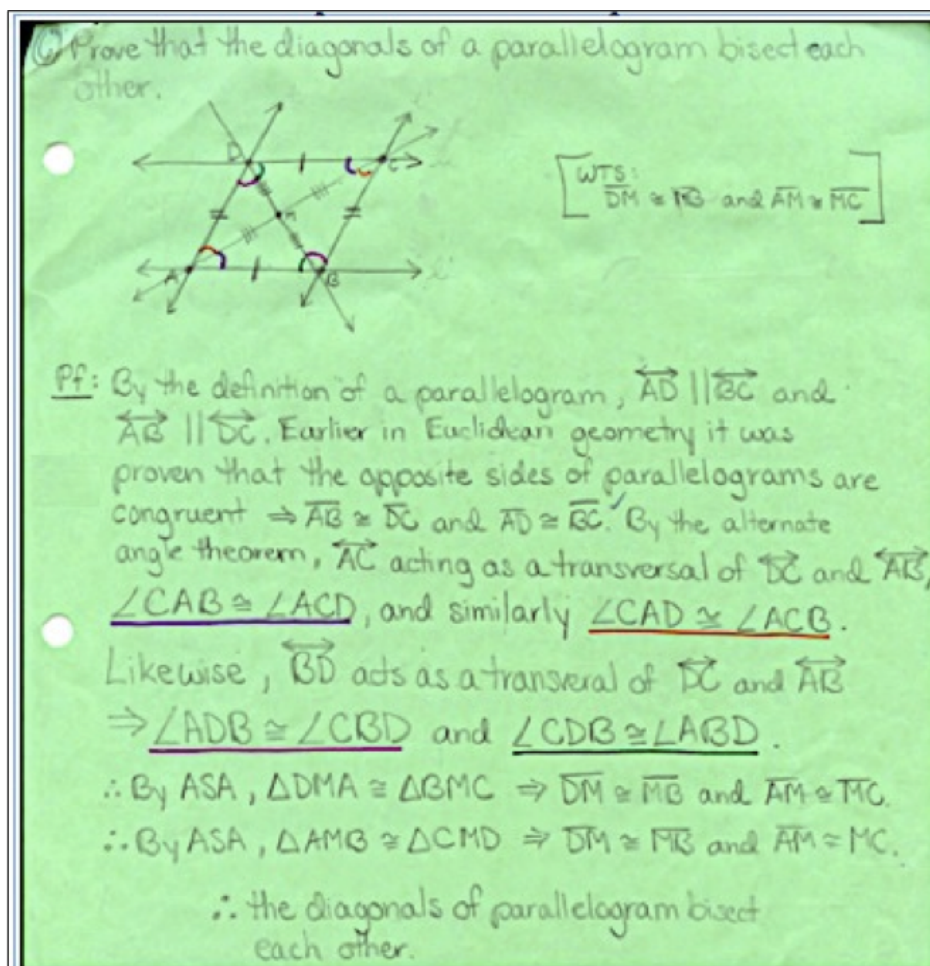 Prove that the diagonals of a parallelogram bisect each
other.
D
C
M
A
B
[WTS:
DM ≅ MB and AM ≅ MC]
Pf: By the definition of a parallelogram, AD || BC and
AB || DC. Earlier in Euclidean geometry it was
proven that the opposite sides of parallelograms are
congruent ⇒ AB ≅ DC and AD ≅ BC. By the alternate
angle theorem, AC acting as a transversal of DC and AB,
∠CAB ≅ ∠ACD, and similarly ∠CAD ≅ ∠ACB.
Likewise, BD acts as a transveral of DC and AB
⇒ ∠ADB ≅ ∠CBD and ∠CDB ≅ ∠ABD.
∴ By ASA, ΔDMA ≅ ΔBMC ⇒ DM ≅ MB and AM ≅ MC.
∴ By ASA, ΔAMB ≅ ΔCMD ⇒ DM ≅ MB and AM ≅ MC.
∴ the diagonals of parallelogram bisect
each other.